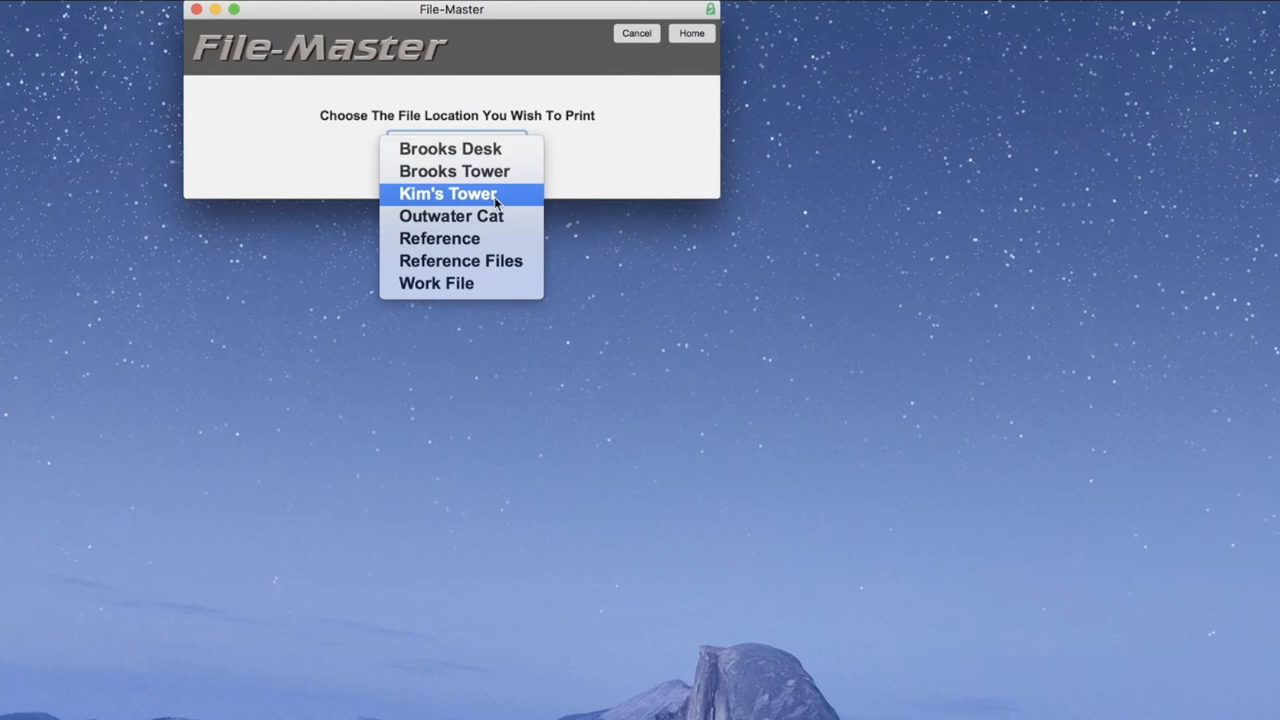 File-Master
File-Master
Cancel
Home
Choose The File Location You Wish To Print
Brooks Desk
Brooks Tower
Kim's Tower
Outwater Cat
Reference
Reference Files
Work File